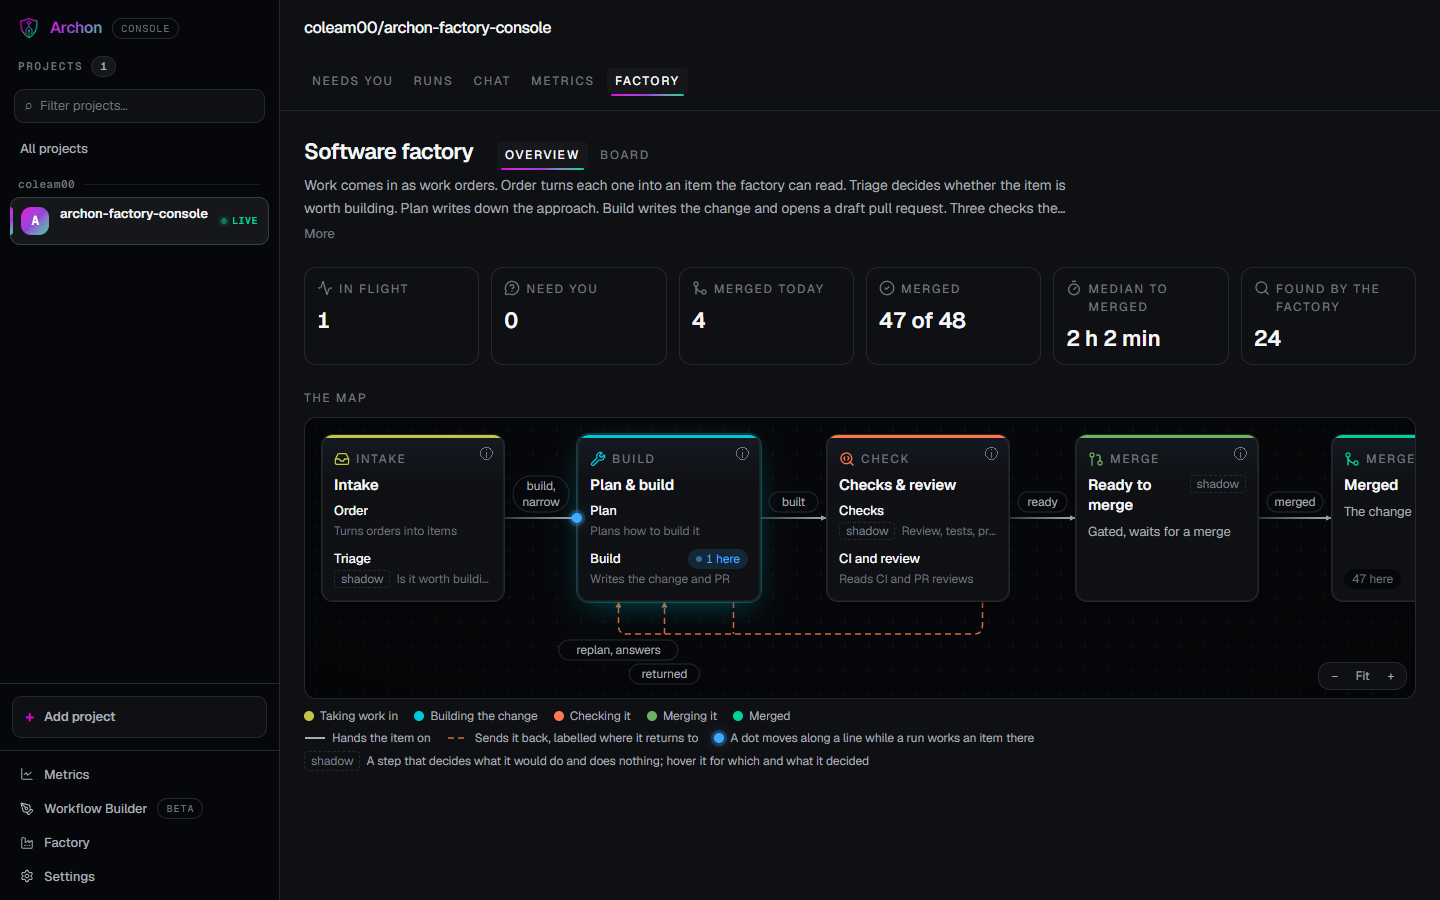 Archon
CONSOLE
PROJECTS 1
Filter projects...
All projects
coleam00
A
archon-factory-console
LIVE
+ Add project
Metrics
Workflow Builder BETA
Factory
Settings
coleam00/archon-factory-console
NEEDS YOU RUNS CHAT METRICS FACTORY
Software factory OVERVIEW BOARD
Work comes in as work orders. Order turns each one into an item the factory can read. Triage decides whether the item is
worth building. Plan writes down the approach. Build writes the change and opens a draft pull request. Three checks the...
More
IN FLIGHT
1
NEED YOU
0
MERGED TODAY
4
MERGED
47 of 48
MEDIAN TO
MERGED
2 h 2 min
FOUND BY THE
FACTORY
24
THE MAP
INTAKE
Intake
Order
Turns orders into items
Triage
shadow Is it worth buildi...
build,
narrow
BUILD
Plan & build
Plan
Plans how to build it
Build 1 here
Writes the change and PR
built
CHECK
Checks & review
Checks
shadow Review, tests, pr...
CI and review
Reads CI and PR reviews
ready
MERGE
Ready to
merge
shadow
Gated, waits for a merge
merged
MERGE
Merged
The change
47 here
replan, answers
returned
− Fit +
Taking work in Building the change Checking it Merging it Merged
Hands the item on Sends it back, labelled where it returns to A dot moves along a line while a run works an item there
shadow A step that decides what it would do and does nothing; hover it for which and what it decided